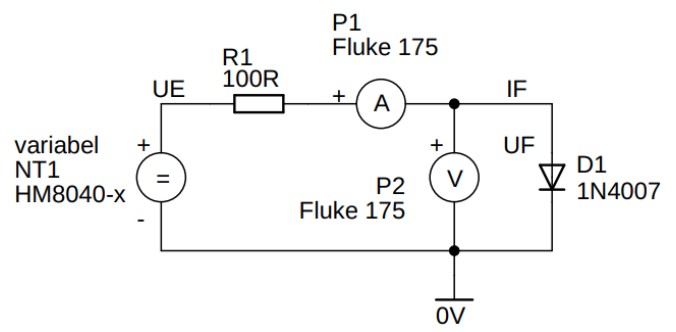 P1
Fluke 175
R1
100R
UE
+
A
IF
variabel
NT1
HM8040-x
+
=
-
+
V
UF
P2
Fluke 175
D1
1N4007
0V